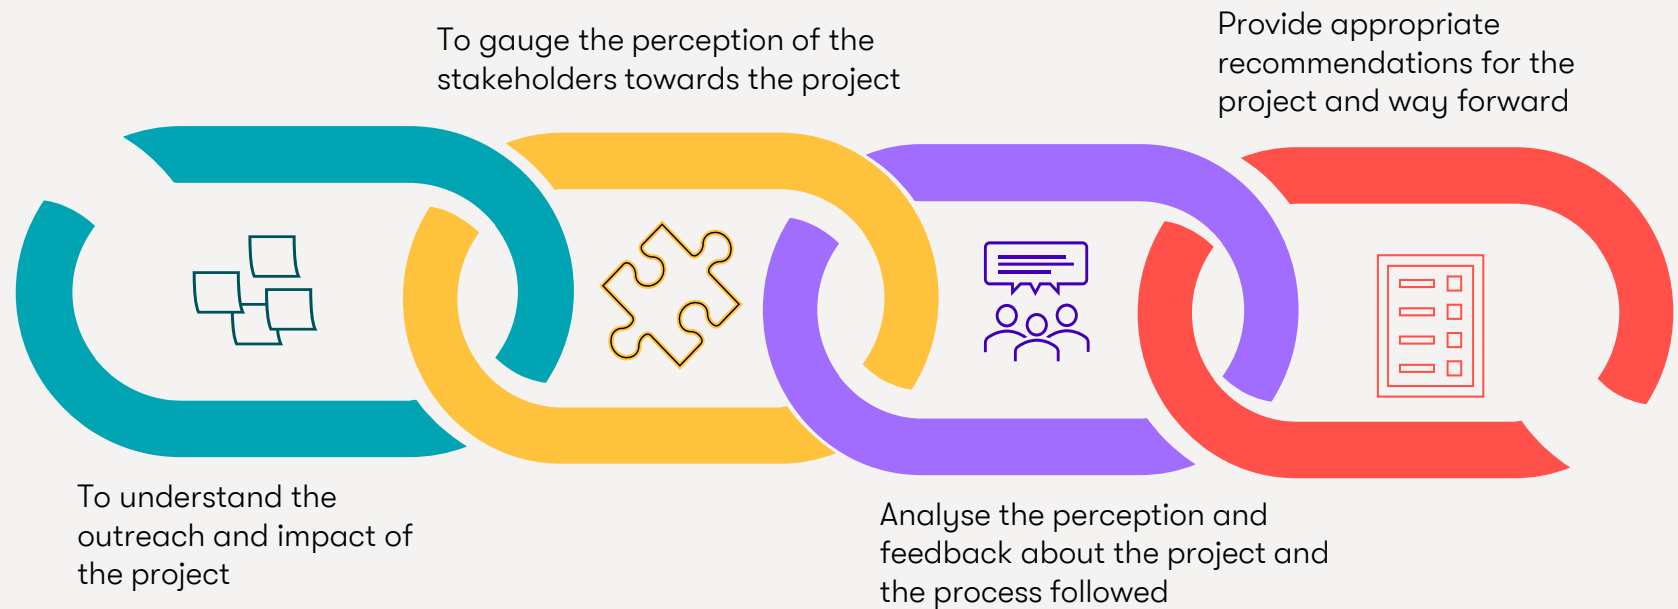 To understand the
outreach and impact of
the project
To gauge the perception of the
stakeholders towards the project
Analyse the perception and
feedback about the project and
the process followed
Provide appropriate
recommendations for the
project and way forward